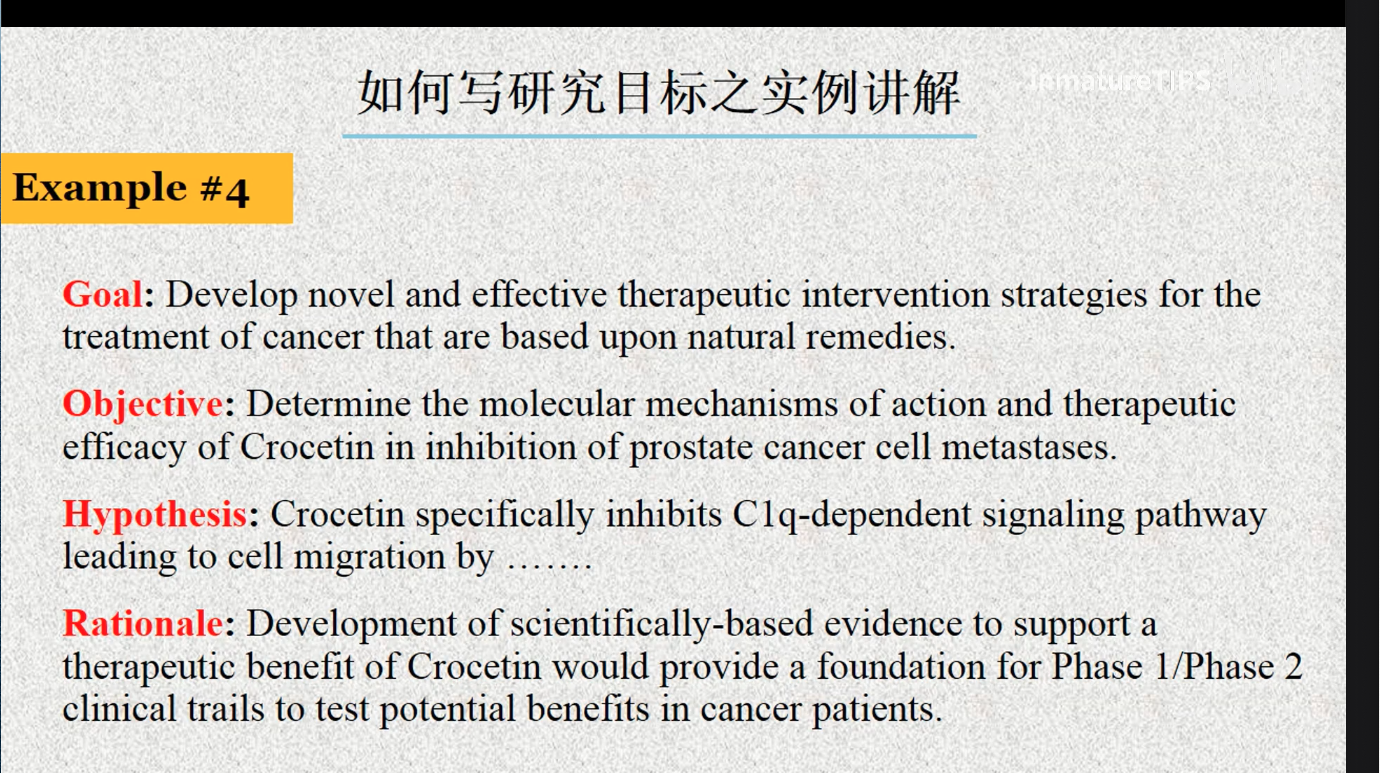 如何写研究目标之实例讲解
Example #4
Goal: Develop novel and effective therapeutic intervention strategies for the
treatment of cancer that are based upon natural remedies.
Objective: Determine the molecular mechanisms of action and therapeutic
efficacy of Crocetin in inhibition of prostate cancer cell metastases.
Hypothesis: Crocetin specifically inhibits C1q-dependent signaling pathway
leading to cell migration by …….
Rationale: Development of scientifically-based evidence to support a
therapeutic benefit of Crocetin would provide a foundation for Phase 1/Phase 2
clinical trails to test potential benefits in cancer patients.